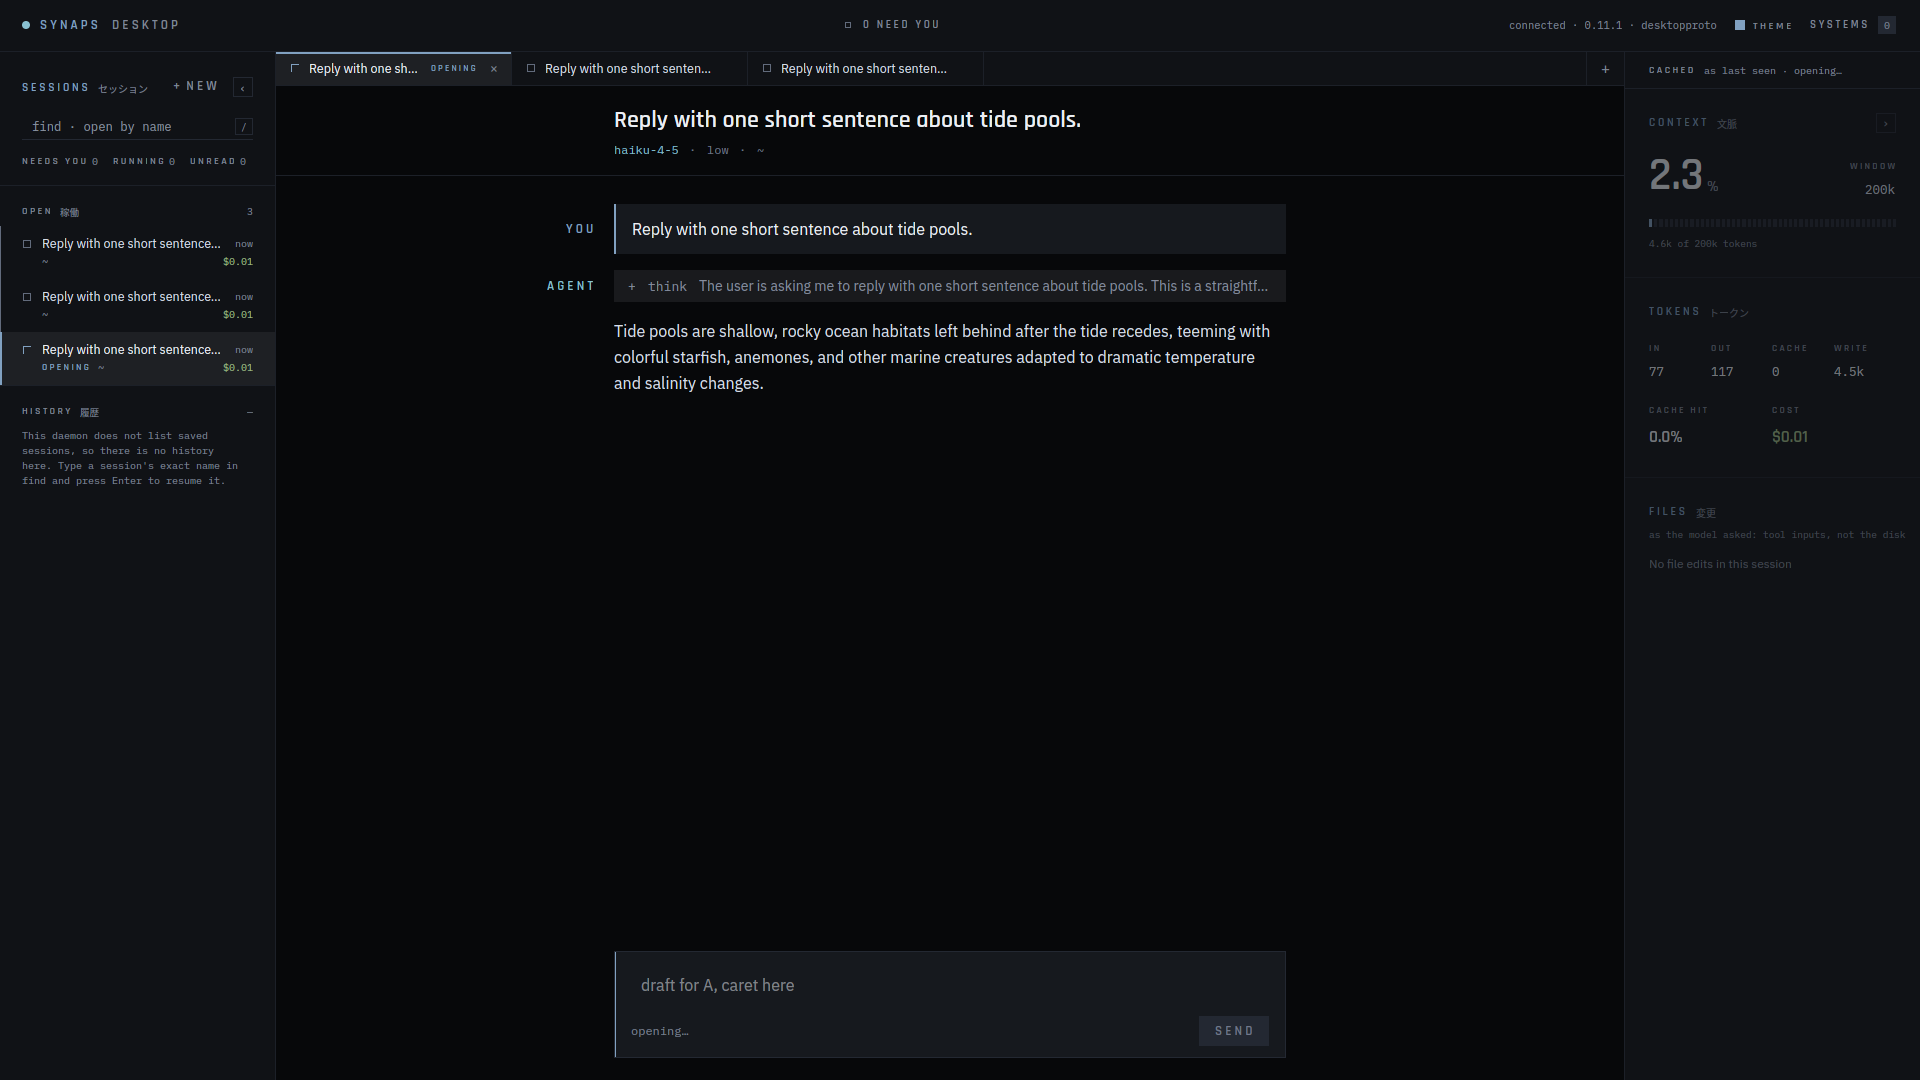 SYNAPS DESKTOP
0 NEED YOU
connected · 0.11.1 · desktopproto
THEME
SYSTEMS 0
SESSIONS セッション
+ NEW
‹
find · open by name
/
NEEDS YOU 0 RUNNING 0 UNREAD 0
OPEN 稼働 3
Reply with one short sentence... now
~ $0.01
Reply with one short sentence... now
~ $0.01
Reply with one short sentence... now
OPENING ~ $0.01
HISTORY 履歴 —
This daemon does not list saved
sessions, so there is no history
here. Type a session's exact name in
find and press Enter to resume it.
Reply with one sh... OPENING ×
Reply with one short senten...
Reply with one short senten...
+
Reply with one short sentence about tide pools.
haiku-4-5 · low · ~
YOU
Reply with one short sentence about tide pools.
AGENT
+ think The user is asking me to reply with one short sentence about tide pools. This is a straightf...
Tide pools are shallow, rocky ocean habitats left behind after the tide recedes, teeming with
colorful starfish, anemones, and other marine creatures adapted to dramatic temperature
and salinity changes.
draft for A, caret here
opening…
SEND
CACHED as last seen · opening…
CONTEXT 文脈
›
2.3 %
WINDOW
200k
4.6k of 200k tokens
TOKENS トークン
IN OUT CACHE WRITE
77 117 0 4.5k
CACHE HIT COST
0.0% $0.01
FILES 変更
as the model asked: tool inputs, not the disk
No file edits in this session